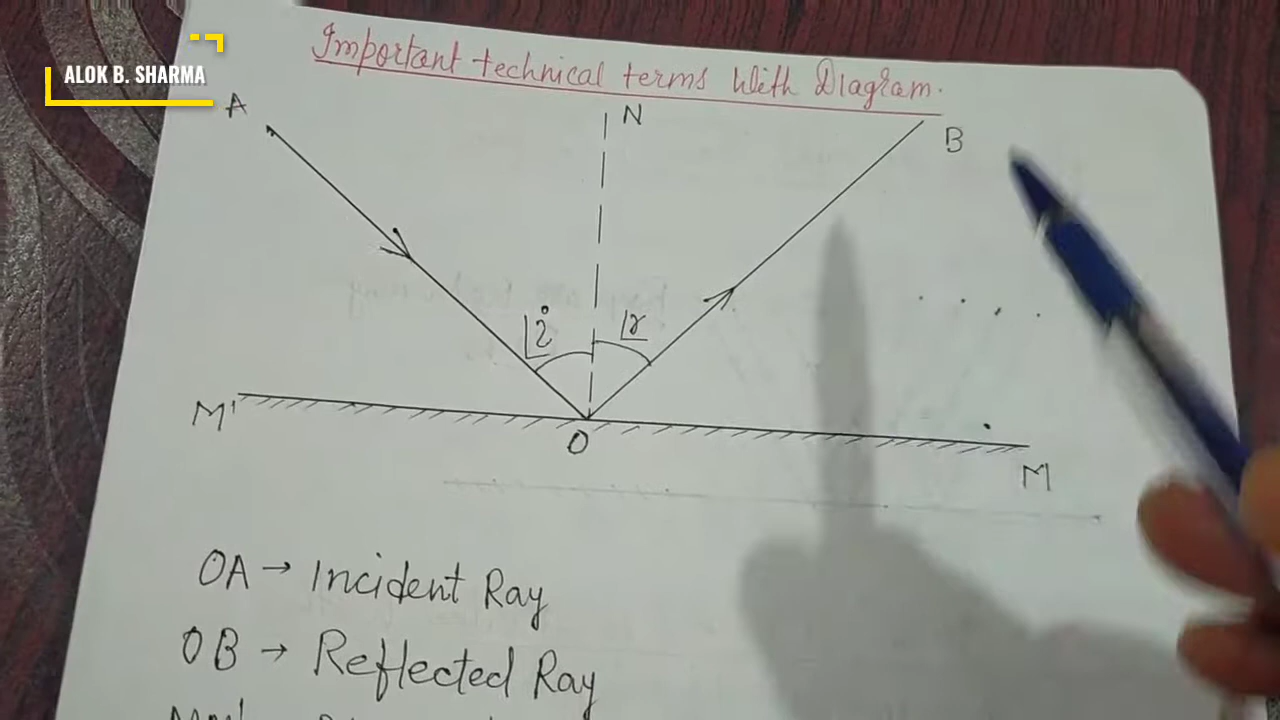 ALOK B. SHARMA
Important technical terms With Diagram.
A
N
B
∠i
∠r
M'
O
M
OA → Incident Ray
OB → Reflected Ray